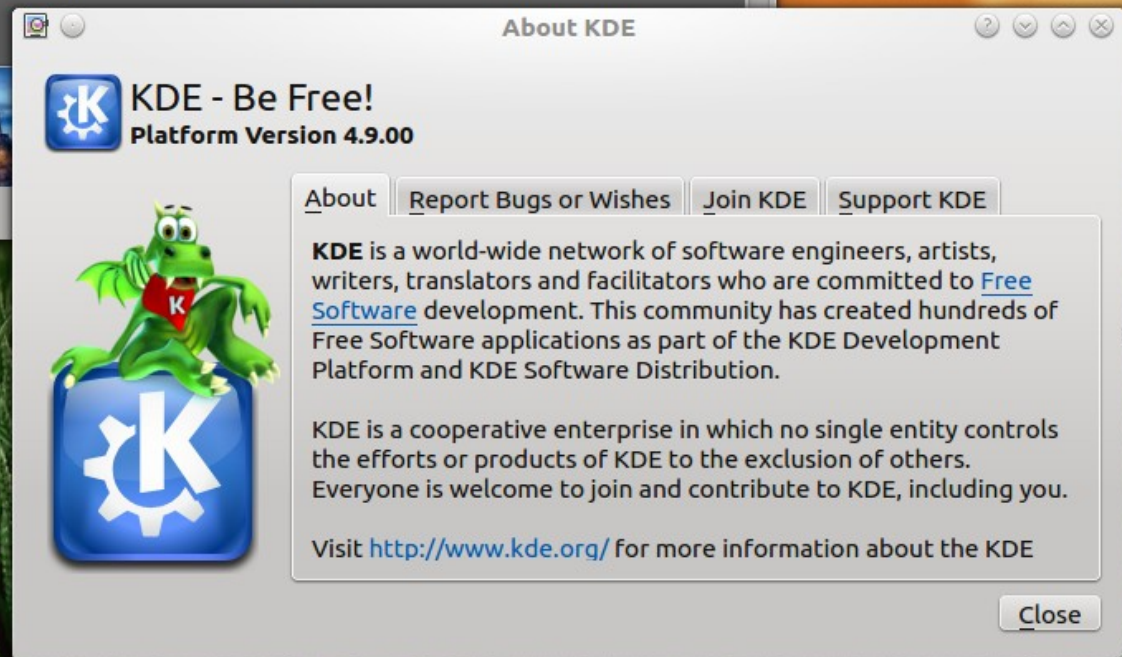 About KDE
KDE - Be Free!
Platform Version 4.9.00
About
Report Bugs or Wishes
Join KDE
Support KDE
KDE is a world-wide network of software engineers, artists,
writers, translators and facilitators who are committed to Free
Software development. This community has created hundreds of
Free Software applications as part of the KDE Development
Platform and KDE Software Distribution.
KDE is a cooperative enterprise in which no single entity controls
the efforts or products of KDE to the exclusion of others.
Everyone is welcome to join and contribute to KDE, including you.
Visit http://www.kde.org/ for more information about the KDE
K
K
K
Close